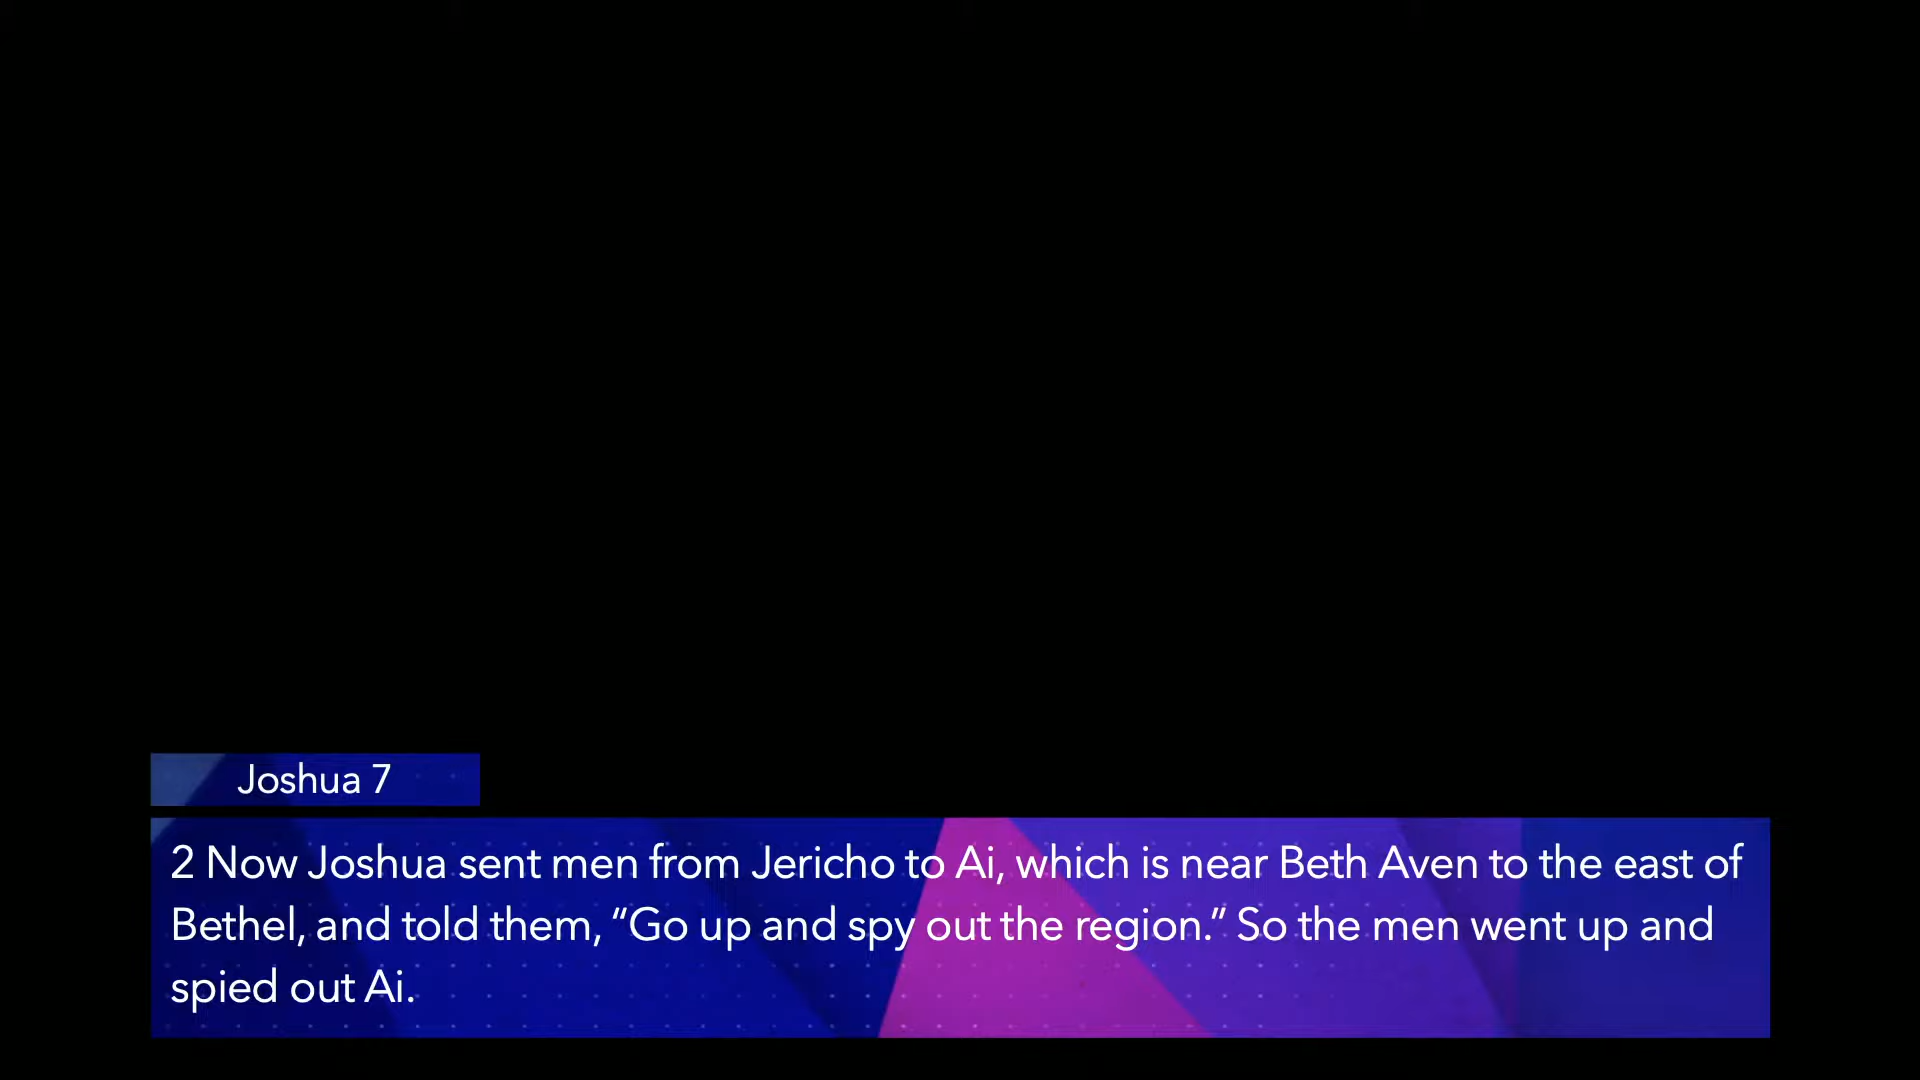 Joshua 7
2 Now Joshua sent men from Jericho to Ai, which is near Beth Aven to the east of
Bethel, and told them, “Go up and spy out the region.” So the men went up and
spied out Ai.